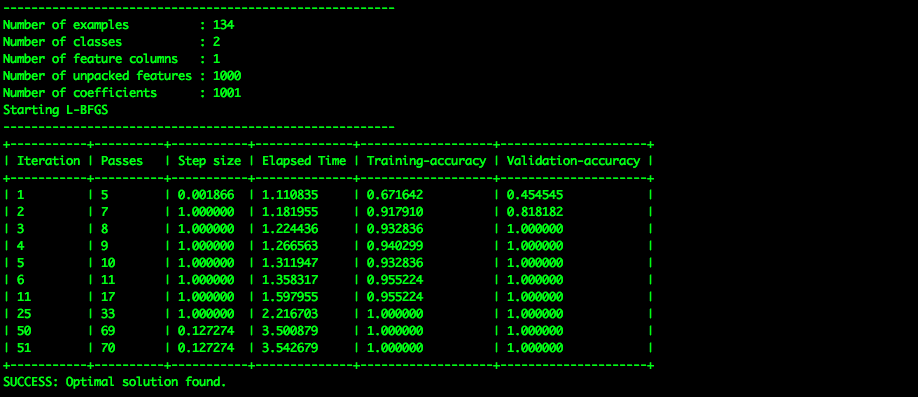 --------------------------------------------------------
Number of examples          : 134
Number of classes           : 2
Number of feature columns   : 1
Number of unpacked features : 1000
Number of coefficients      : 1001
Starting L-BFGS
--------------------------------------------------------
+-----------+----------+-----------+--------------+-------------------+---------------------+
| Iteration | Passes   | Step size | Elapsed Time | Training-accuracy | Validation-accuracy |
+-----------+----------+-----------+--------------+-------------------+---------------------+
| 1         | 5        | 0.001866  | 1.110835     | 0.671642          | 0.454545            |
| 2         | 7        | 1.000000  | 1.181955     | 0.917910          | 0.818182            |
| 3         | 8        | 1.000000  | 1.224436     | 0.932836          | 1.000000            |
| 4         | 9        | 1.000000  | 1.266563     | 0.940299          | 1.000000            |
| 5         | 10       | 1.000000  | 1.311947     | 0.932836          | 1.000000            |
| 6         | 11       | 1.000000  | 1.358317     | 0.955224          | 1.000000            |
| 11        | 17       | 1.000000  | 1.597955     | 0.955224          | 1.000000            |
| 25        | 33       | 1.000000  | 2.216703     | 1.000000          | 1.000000            |
| 50        | 69       | 0.127274  | 3.500879     | 1.000000          | 1.000000            |
| 51        | 70       | 0.127274  | 3.542679     | 1.000000          | 1.000000            |
+-----------+----------+-----------+--------------+-------------------+---------------------+
SUCCESS: Optimal solution found.